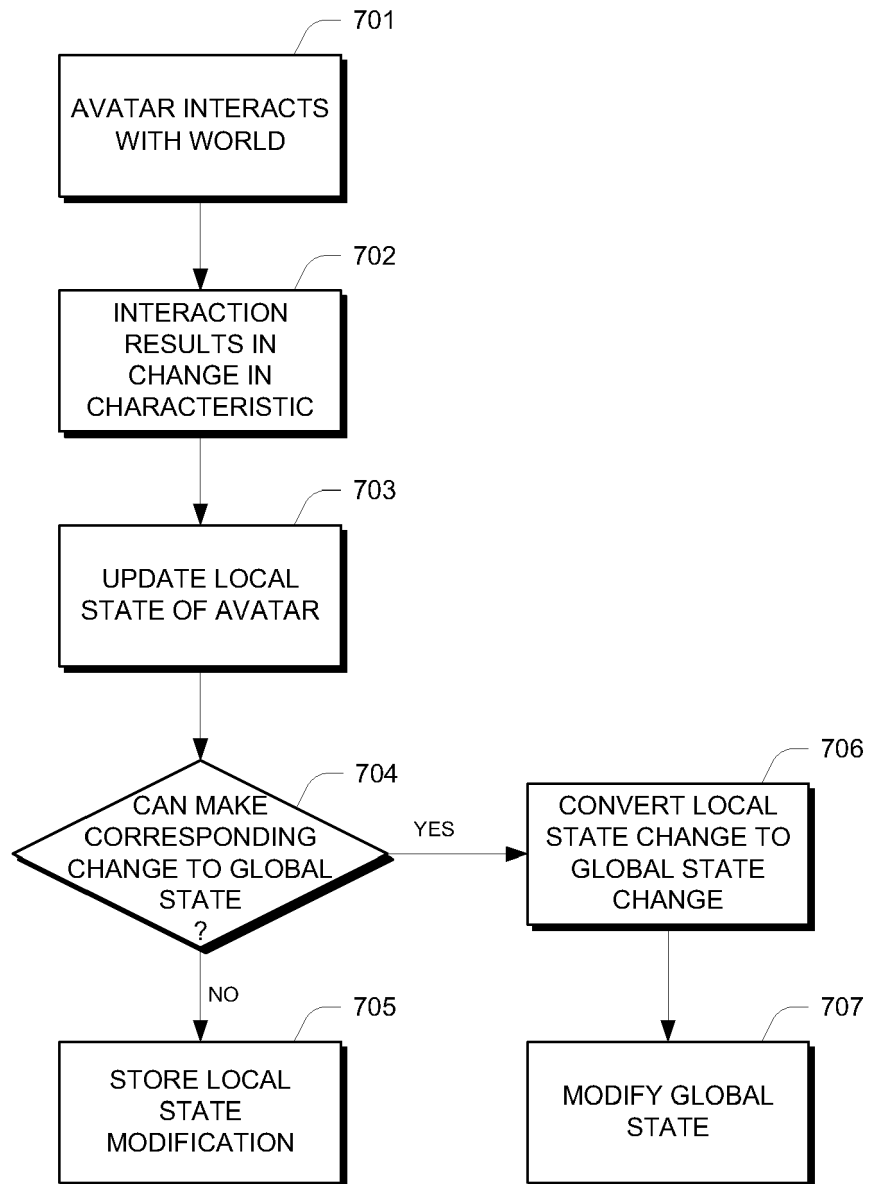 701
AVATAR INTERACTS
WITH WORLD
702
INTERACTION
RESULTS IN
CHANGE IN
CHARACTERISTIC
703
UPDATE LOCAL
STATE OF AVATAR
704
CAN MAKE
CORRESPONDING
CHANGE TO GLOBAL
STATE
?
YES
706
CONVERT LOCAL
STATE CHANGE TO
GLOBAL STATE
CHANGE
NO
705
STORE LOCAL
STATE
MODIFICATION
707
MODIFY GLOBAL
STATE